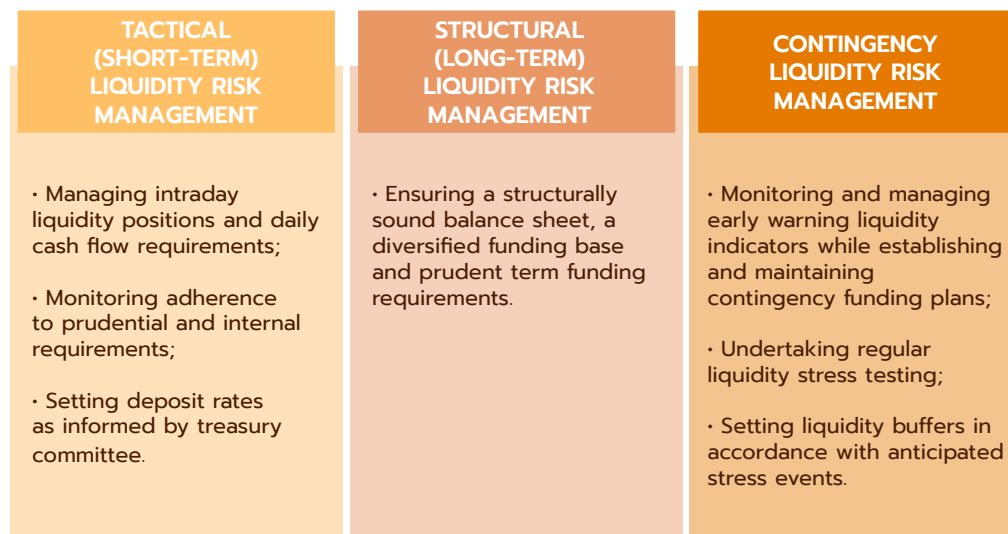 TACTICAL
(SHORT-TERM)
LIQUIDITY RISK
MANAGEMENT
• Managing intraday
liquidity positions and daily
cash flow requirements;
• Monitoring adherence
to prudential and internal
requirements;
• Setting deposit rates
as informed by treasury
committee.
STRUCTURAL
(LONG-TERM)
LIQUIDITY RISK
MANAGEMENT
• Ensuring a structurally
sound balance sheet, a
diversified funding base
and prudent term funding
requirements.
CONTINGENCY
LIQUIDITY RISK
MANAGEMENT
• Monitoring and managing
early warning liquidity
indicators while establishing
and maintaining
contingency funding plans;
• Undertaking regular
liquidity stress testing;
• Setting liquidity buffers in
accordance with anticipated
stress events.